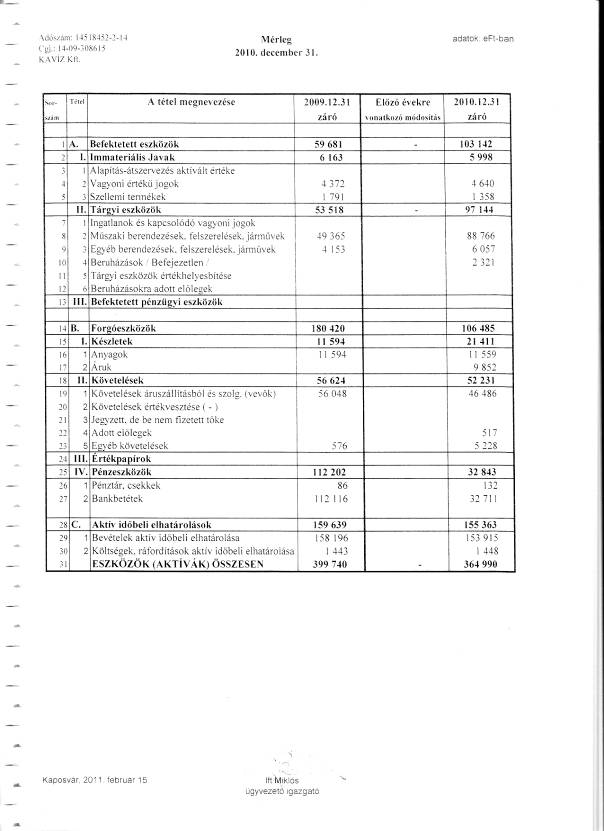 Adószám: 14518452-2-14
Cgj.: 14-09-308615
KAVÍZ Kft.
Mérleg
2010. december 31.
adatok: eFt-ban
Sor-szám Tétel A tétel megnevezése 2009.12.31 záró Előző évekre vonatkozó módosítás 2010.12.31 záró
1 A. Befektetett eszközök 59 681 - 103 142
2 I. Immateriális Javak 6 163 5 998
3 1 Alapítás-átszervezés aktivált értéke
4 2 Vagyoni értékű jogok 4 372 4 640
5 3 Szellemi termékek 1 791 1 358
II. Tárgyi eszközök 53 518 - 97 144
7 1 Ingatlanok és kapcsolódó vagyoni jogok
8 2 Műszaki berendezések, felszerelések, járművek 49 365 88 766
9 3 Egyéb berendezések, felszerelések, járművek 4 153 6 057
10 4 Beruházások / Befejezetlen / 2 321
11 5 Tárgyi eszközök értékhelyesbítése
12 6 Beruházásokra adott előlegek
13 III. Befektetett pénzügyi eszközök
14 B. Forgóeszközök 180 420 106 485
15 I. Készletek 11 594 21 411
16 1 Anyagok 11 594 11 559
17 2 Áruk 9 852
18 II. Követelések 56 624 52 231
19 1 Követelések áruszállításból és szolg. (vevők) 56 048 46 486
20 2 Követelések értékvesztése ( - )
21 3 Jegyzett, de be nem fizetett tőke
22 4 Adott előlegek 517
23 5 Egyéb követelések 576 5 228
24 III. Értékpapírok
25 IV. Pénzeszközök 112 202 32 843
26 1 Pénztár, csekkek 86 132
27 2 Bankbetétek 112 116 32 711
28 C. Aktív időbeli elhatárolások 159 639 155 363
29 1 Bevételek aktív időbeli elhatárolása 158 196 153 915
30 2 Költségek, ráfordítások aktív időbeli elhatárolása 1 443 1 448
31 ESZKÖZÖK (AKTÍVÁK) ÖSSZESEN 399 740 - 364 990
Kaposvár, 2011. február 15.
Ift Miklós
ügyvezető igazgató